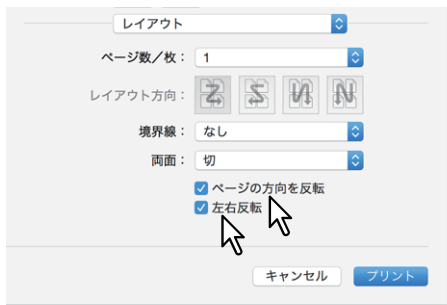 レイアウト
ページ数／枚： 1
レイアウト方向：
境界線： なし
両面： 切
ページの方向を反転
左右反転
キャンセル プリント